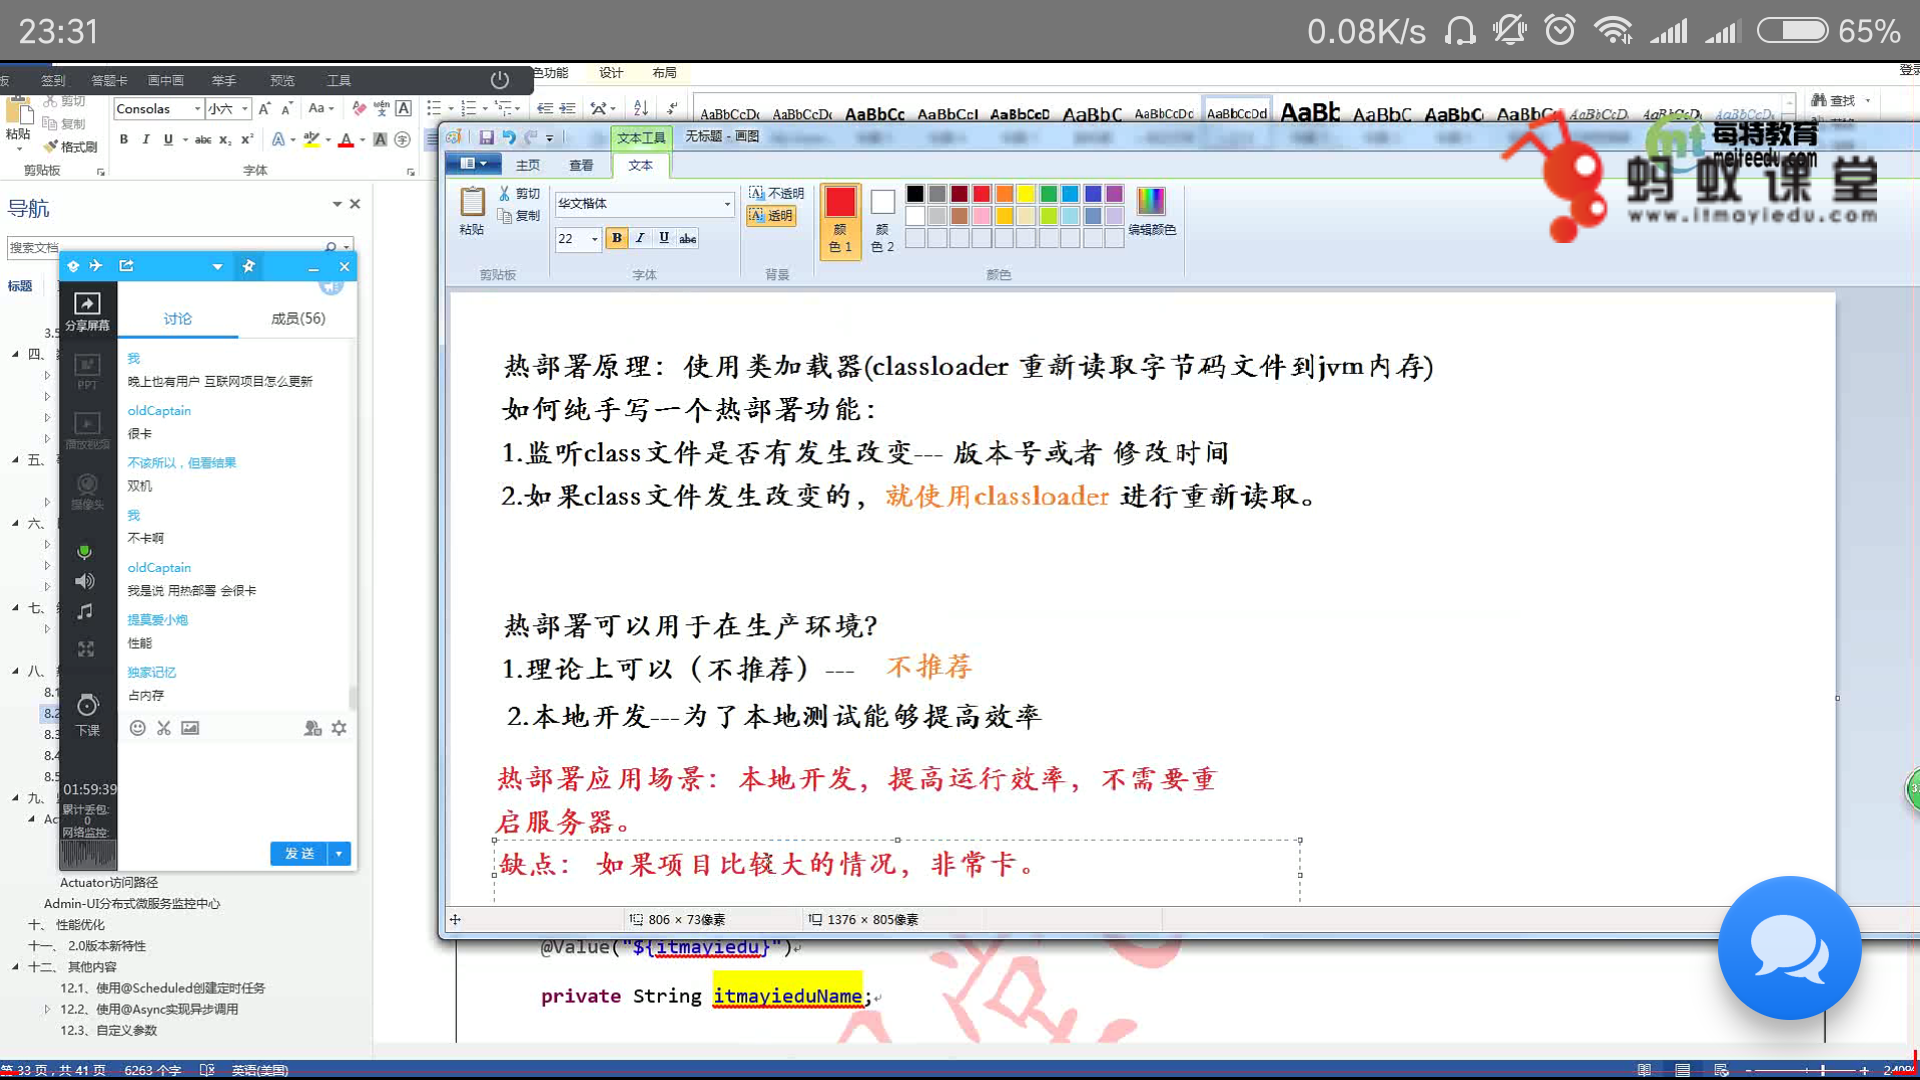 23:31
0.08K/s
65%
签到
答题卡
画中画
举手
预览
工具
色功能
设计
布局
剪切
复制
格式刷
粘贴
剪贴板
Consolas
小六
字体
AaBbCcDc
AaBbCcDc
AaBbCc
AaBbCcI
AaBbCcD
AaBbC
AaBbCcDc
AaBbCcDd
AaBb
AaBbC
AaBbCc
查找
文本工具
无标题 - 画图
主页
查看
文本
粘贴
剪切
复制
剪贴板
华文楷体
22
字体
不透明
透明
背景
颜色 1
颜色 2
编辑颜色
颜色
每特教育
meiteedu.com
蚂蚁课堂
www.itmayiedu.com
导航
搜索文档
标题
分享屏幕
PPT
播放视频
摄像头
下课
01:59:39
累计丢包:
0
网络监控:
讨论
成员(56)
我
晚上也有用户 互联网项目怎么更新
oldCaptain
很卡
不该所以，但看结果
双机
我
不卡啊
oldCaptain
我是说 用热部署 会很卡
提莫爱小炮
性能
独家记忆
占内存
发送
热部署原理：使用类加载器(classloader 重新读取字节码文件到jvm内存)
如何纯手写一个热部署功能：
1.监听class文件是否有发生改变--- 版本号或者 修改时间
2.如果class文件发生改变的，就使用classloader 进行重新读取。
热部署可以用于在生产环境?
1.理论上可以（不推荐）--- 不推荐
2.本地开发---为了本地测试能够提高效率
热部署应用场景：本地开发，提高运行效率，不需要重
启服务器。
缺点： 如果项目比较大的情况，非常卡。
806 × 73像素
1376 × 805像素
四、
五、
六、
七、
八、
8.1
8.2
8.3
8.4
8.5
九、
Actuator访问路径
Admin-UI分布式微服务监控中心
十、 性能优化
十一、 2.0版本新特性
十二、 其他内容
12.1、使用@Scheduled创建定时任务
12.2、使用@Async实现异步调用
12.3、自定义参数
@Value("${itmayiedu}")
private String itmayieduName;
第 33 页，共 41 页
6263 个字
英语(美国)